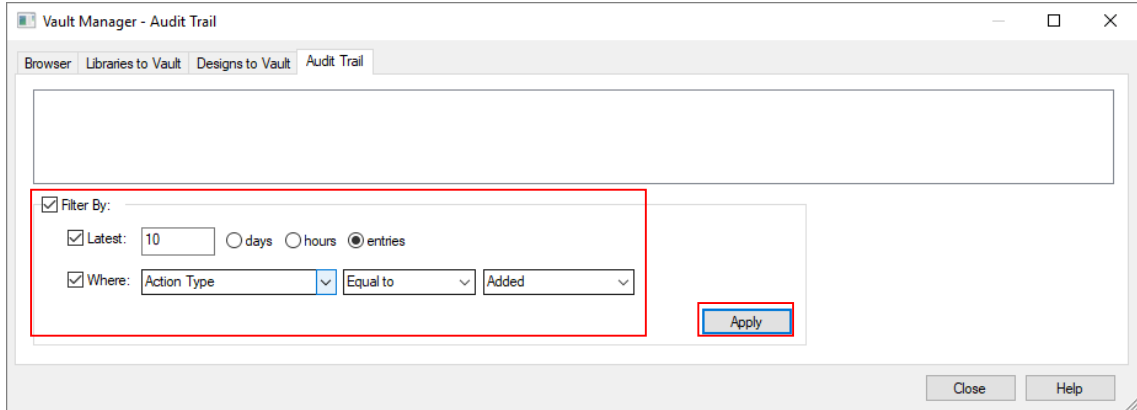 Vault Manager - Audit Trail
Browser Libraries to Vault Designs to Vault Audit Trail
Filter By:
Latest: 10 days hours entries
Where: Action Type Equal to Added
Apply
Close Help